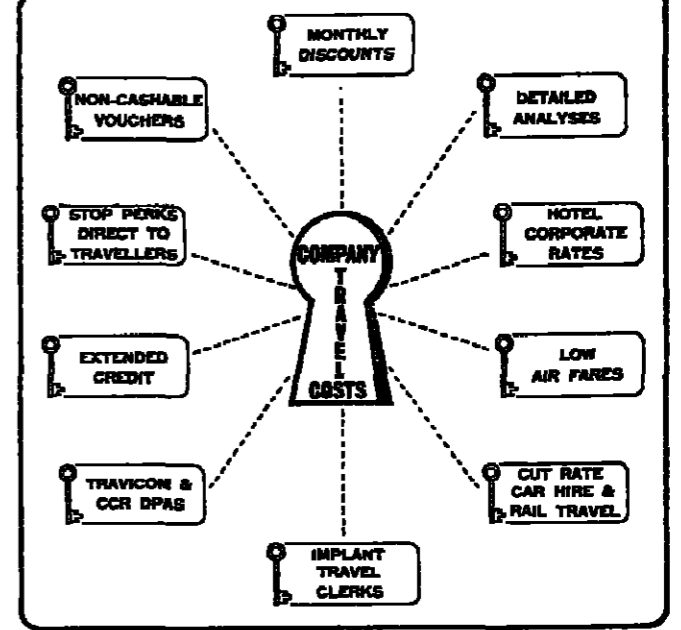 MONTHLY
DISCOUNTS
NON-CASHABLE
VOUCHERS
DETAILED
ANALYSES
STOP PERKS
DIRECT TO
TRAVELLERS
HOTEL
CORPORATE
RATES
COMPANY
TRAVEL
COSTS
EXTENDED
CREDIT
LOW
AIR FARES
TRAVICOM &
CCR DPAS
CUT RATE
CAR HIRE &
RAIL TRAVEL
IMPLANT
TRAVEL
CLERKS